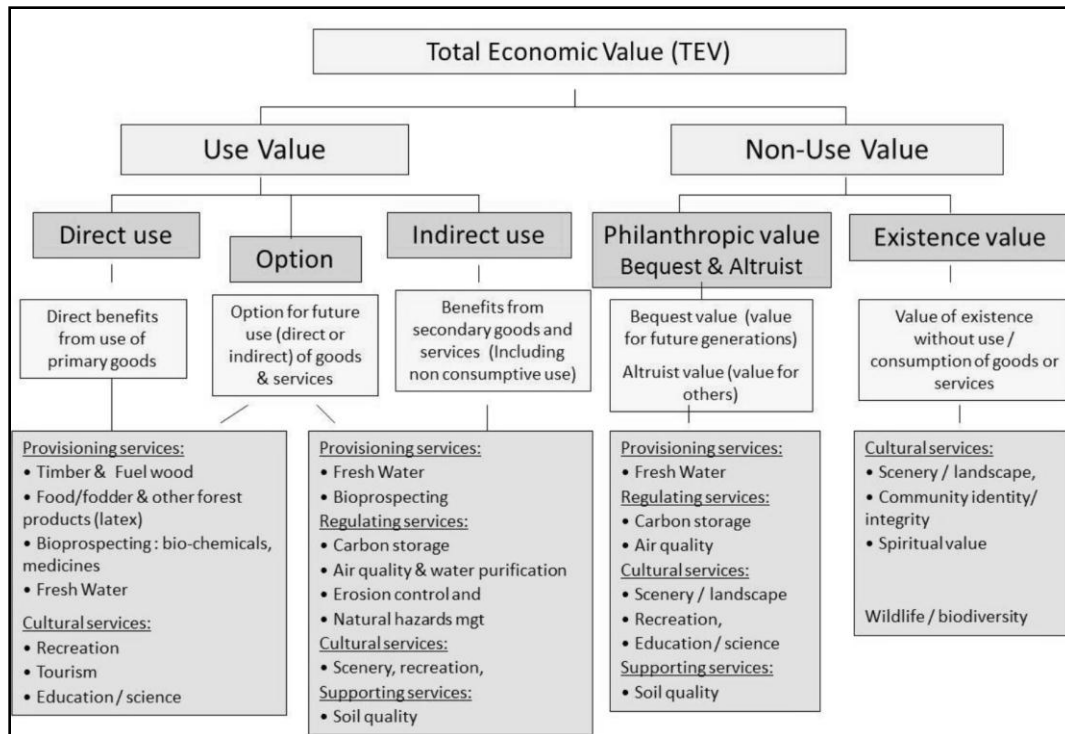 Total Economic Value (TEV)
Use Value
Non-Use Value
Direct use
Option
Indirect use
Philanthropic value
Bequest & Altruist
Existence value
Direct benefits
from use of
primary goods
Option for future
use (direct or
indirect) of goods
& services
Benefits from
secondary goods and
services (Including
non consumptive use)
Bequest value (value
for future generations)
Altruist value (value for
others)
Value of existence
without use /
consumption of goods or
services
Provisioning services:
• Timber & Fuel wood
• Food/fodder & other forest
products (latex)
• Bioprospecting : bio-chemicals,
medicines
• Fresh Water
Cultural services:
• Recreation
• Tourism
• Education / science
Provisioning services:
• Fresh Water
• Bioprospecting
Regulating services:
• Carbon storage
• Air quality & water purification
• Erosion control and
• Natural hazards mgt
Cultural services:
• Scenery, recreation,
Supporting services:
• Soil quality
Provisioning services:
• Fresh Water
Regulating services:
• Carbon storage
• Air quality
Cultural services:
• Scenery / landscape
• Recreation,
• Education / science
Supporting services:
• Soil quality
Cultural services:
• Scenery / landscape,
• Community identity/
integrity
• Spiritual value
Wildlife / biodiversity